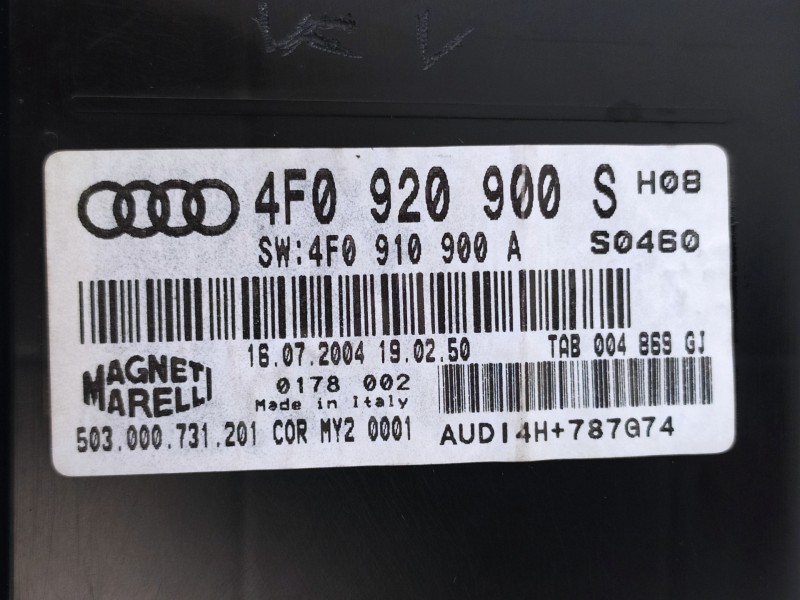 4F0 920 900 S H08
SW:4F0 910 900 A S0460
16.07.2004 19.02.50 TAB 004 869 GJ
MAGNETI
MARELLI
0178 002
Made in Italy
503.000.731.201 COR MY2 0001
AUDI4H+787G74